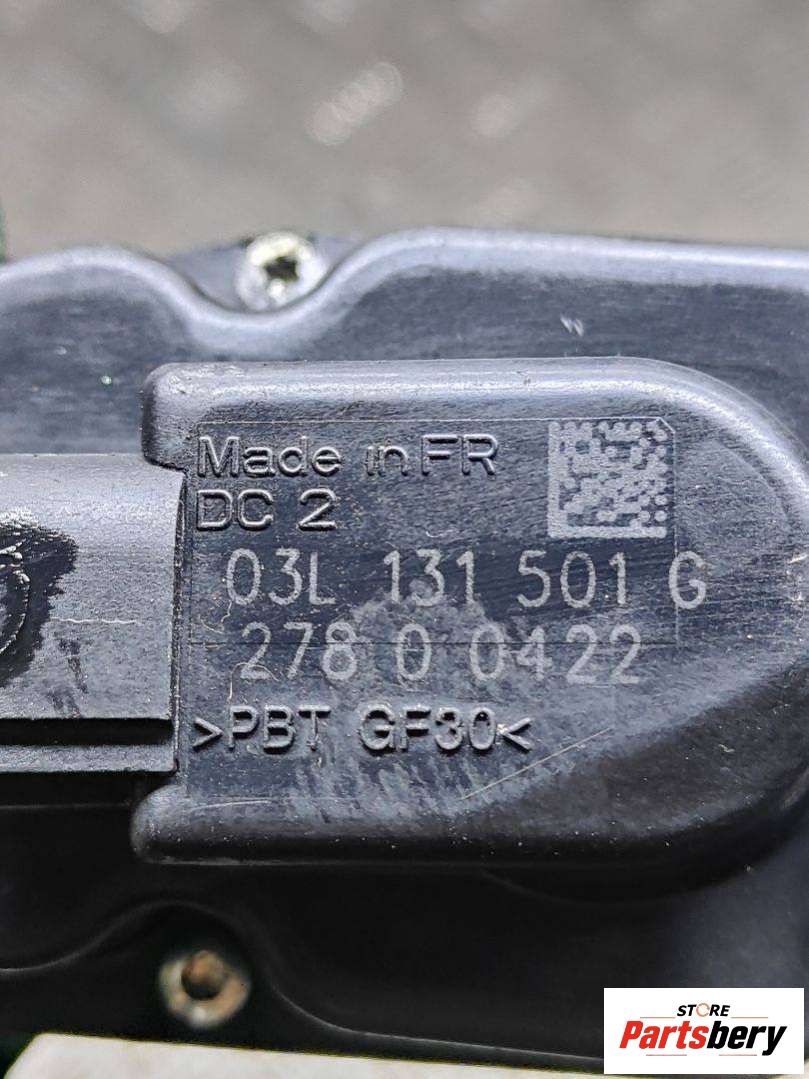 Made in FR
DC 2
03L 131 501 G
278 0 0422
>PBT GF30<
STORE
Partsbery